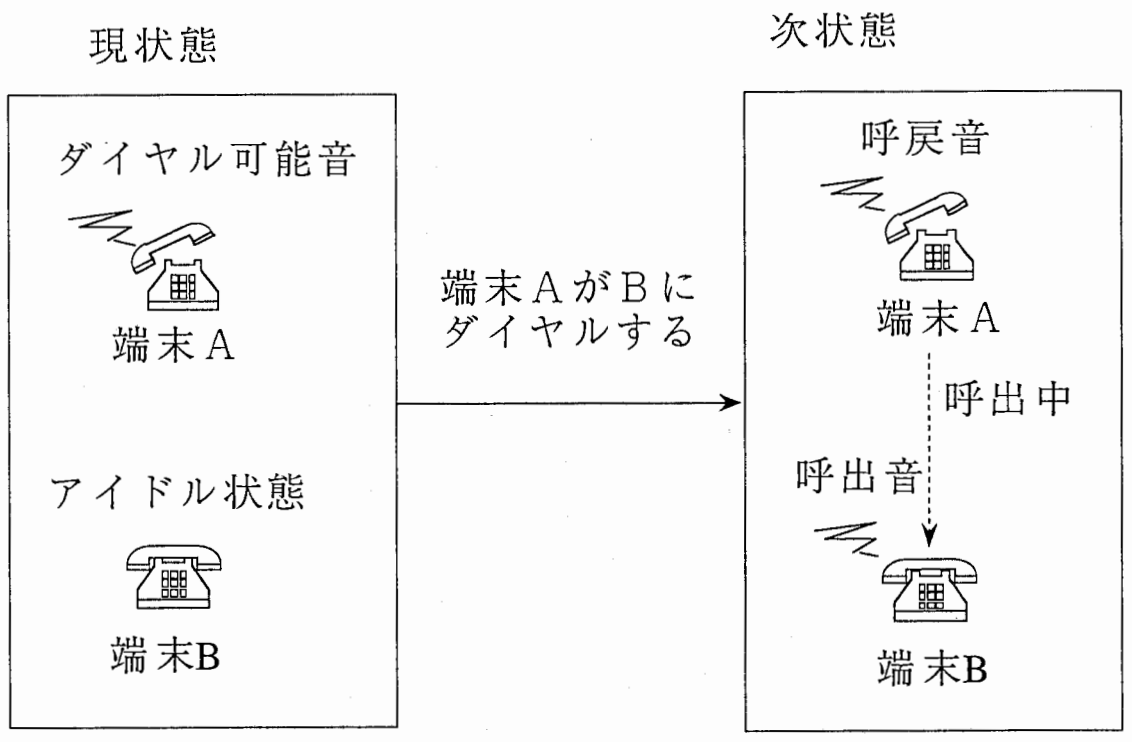 現状態
次状態
ダイヤル可能音
端末A
アイドル状態
端末B
端末AがBに
ダイヤルする
呼戻音
端末A
呼出中
呼出音
端末B